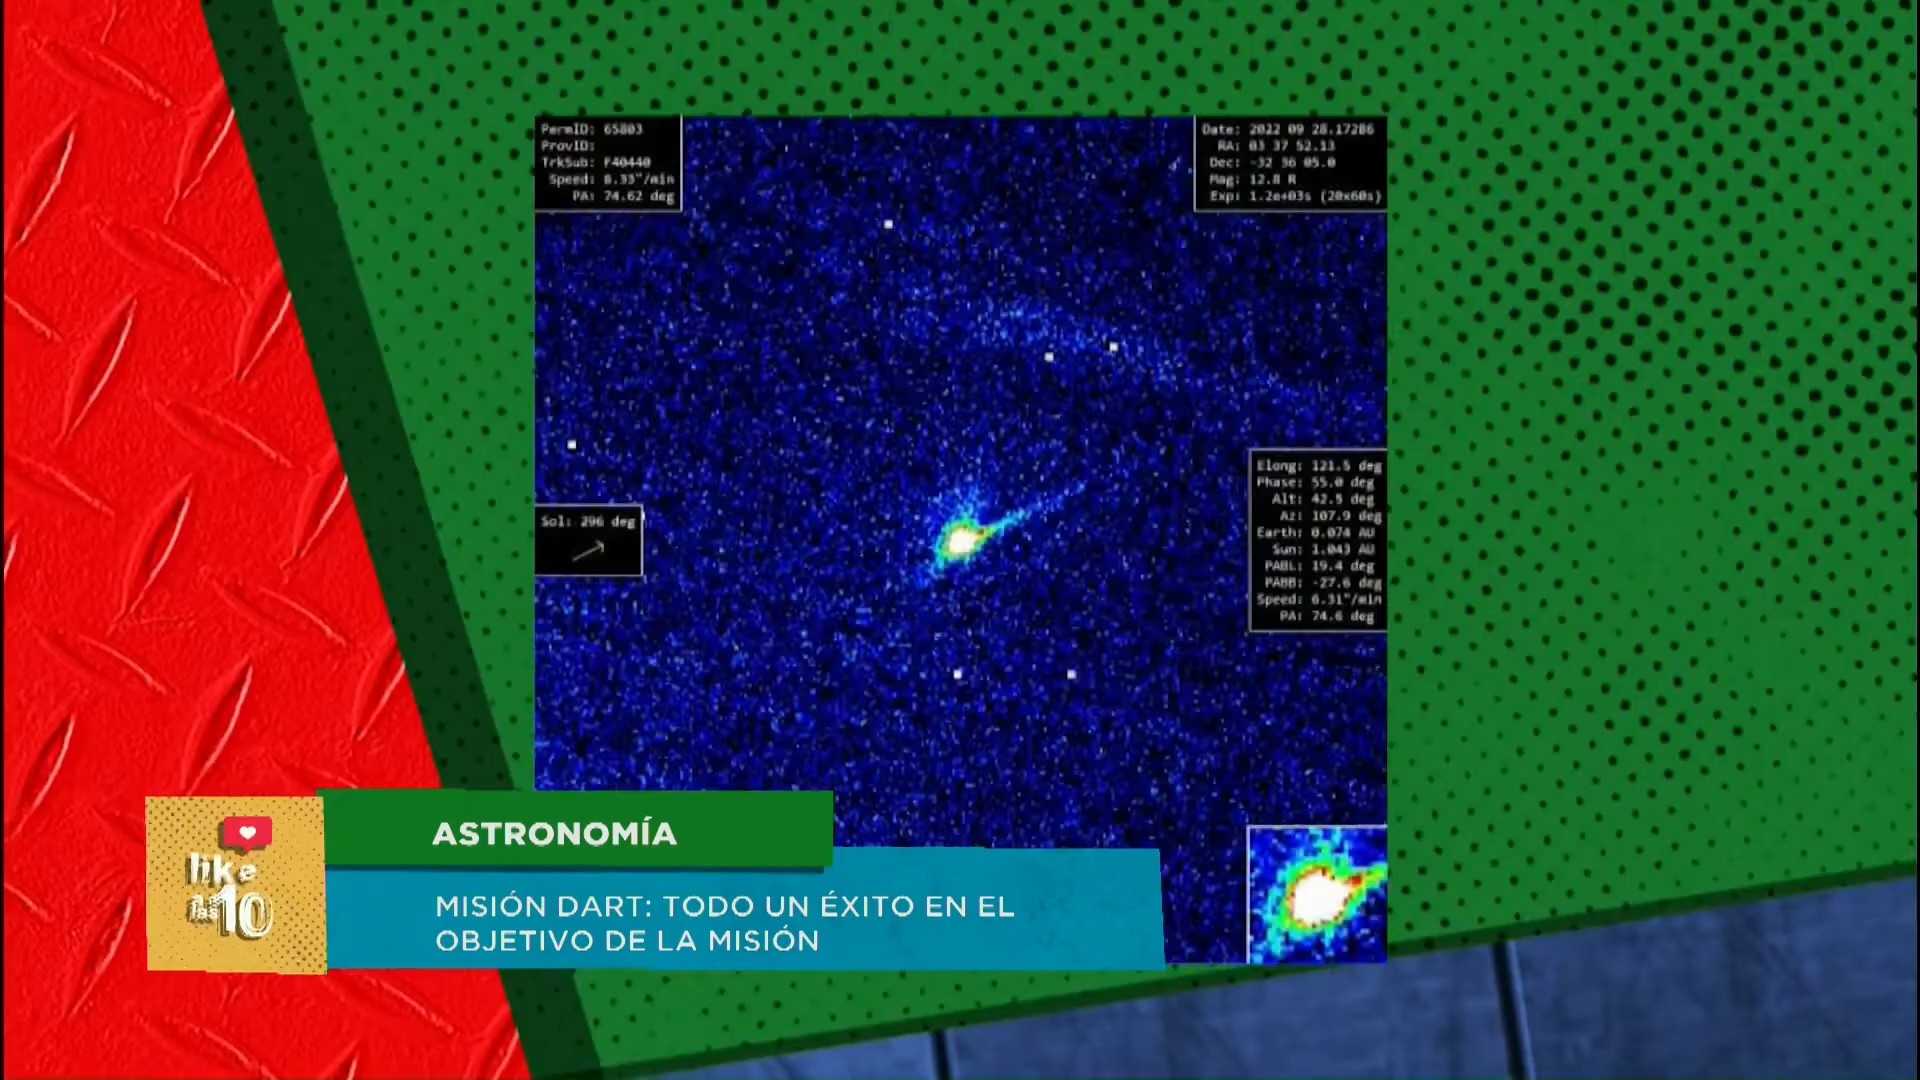 PermID: 65803
ProvID:
TrkSub: F40440
Speed: 6.33"/min
PA: 74.62 deg
Date: 2022 09 28.17286
RA: 03 37 52.13
Dec: -32 36 05.0
Mag: 12.8 R
Exp: 1.2e+03s (20x60s)
Elong: 121.5 deg
Phase: 55.0 deg
Alt: 42.5 deg
Az: 107.9 deg
Earth: 0.074 AU
Sun: 1.043 AU
PABL: 19.4 deg
PABB: -27.6 deg
Speed: 6.31"/min
PA: 74.6 deg
Sol: 296 deg
like
las 10
ASTRONOMÍA
MISIÓN DART: TODO UN ÉXITO EN EL
OBJETIVO DE LA MISIÓN